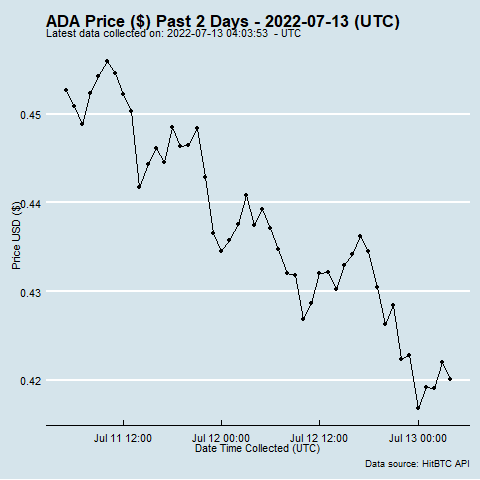 ADA Price ($) Past 2 Days - 2022-07-13 (UTC)
Latest data collected on: 2022-07-13 04:03:53  - UTC
Price USD ($)
0.45
0.44
0.43
0.42
Jul 11 12:00
Jul 12 00:00
Jul 12 12:00
Jul 13 00:00
Date Time Collected (UTC)
Data source: HitBTC API